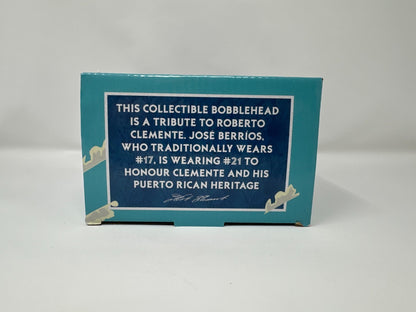 THIS COLLECTIBLE BOBBLEHEAD
IS A TRIBUTE TO ROBERTO
CLEMENTE. JOSÉ BERRÍOS,
WHO TRADITIONALLY WEARS
#17, IS WEARING #21 TO
HONOUR CLEMENTE AND HIS
PUERTO RICAN HERITAGE